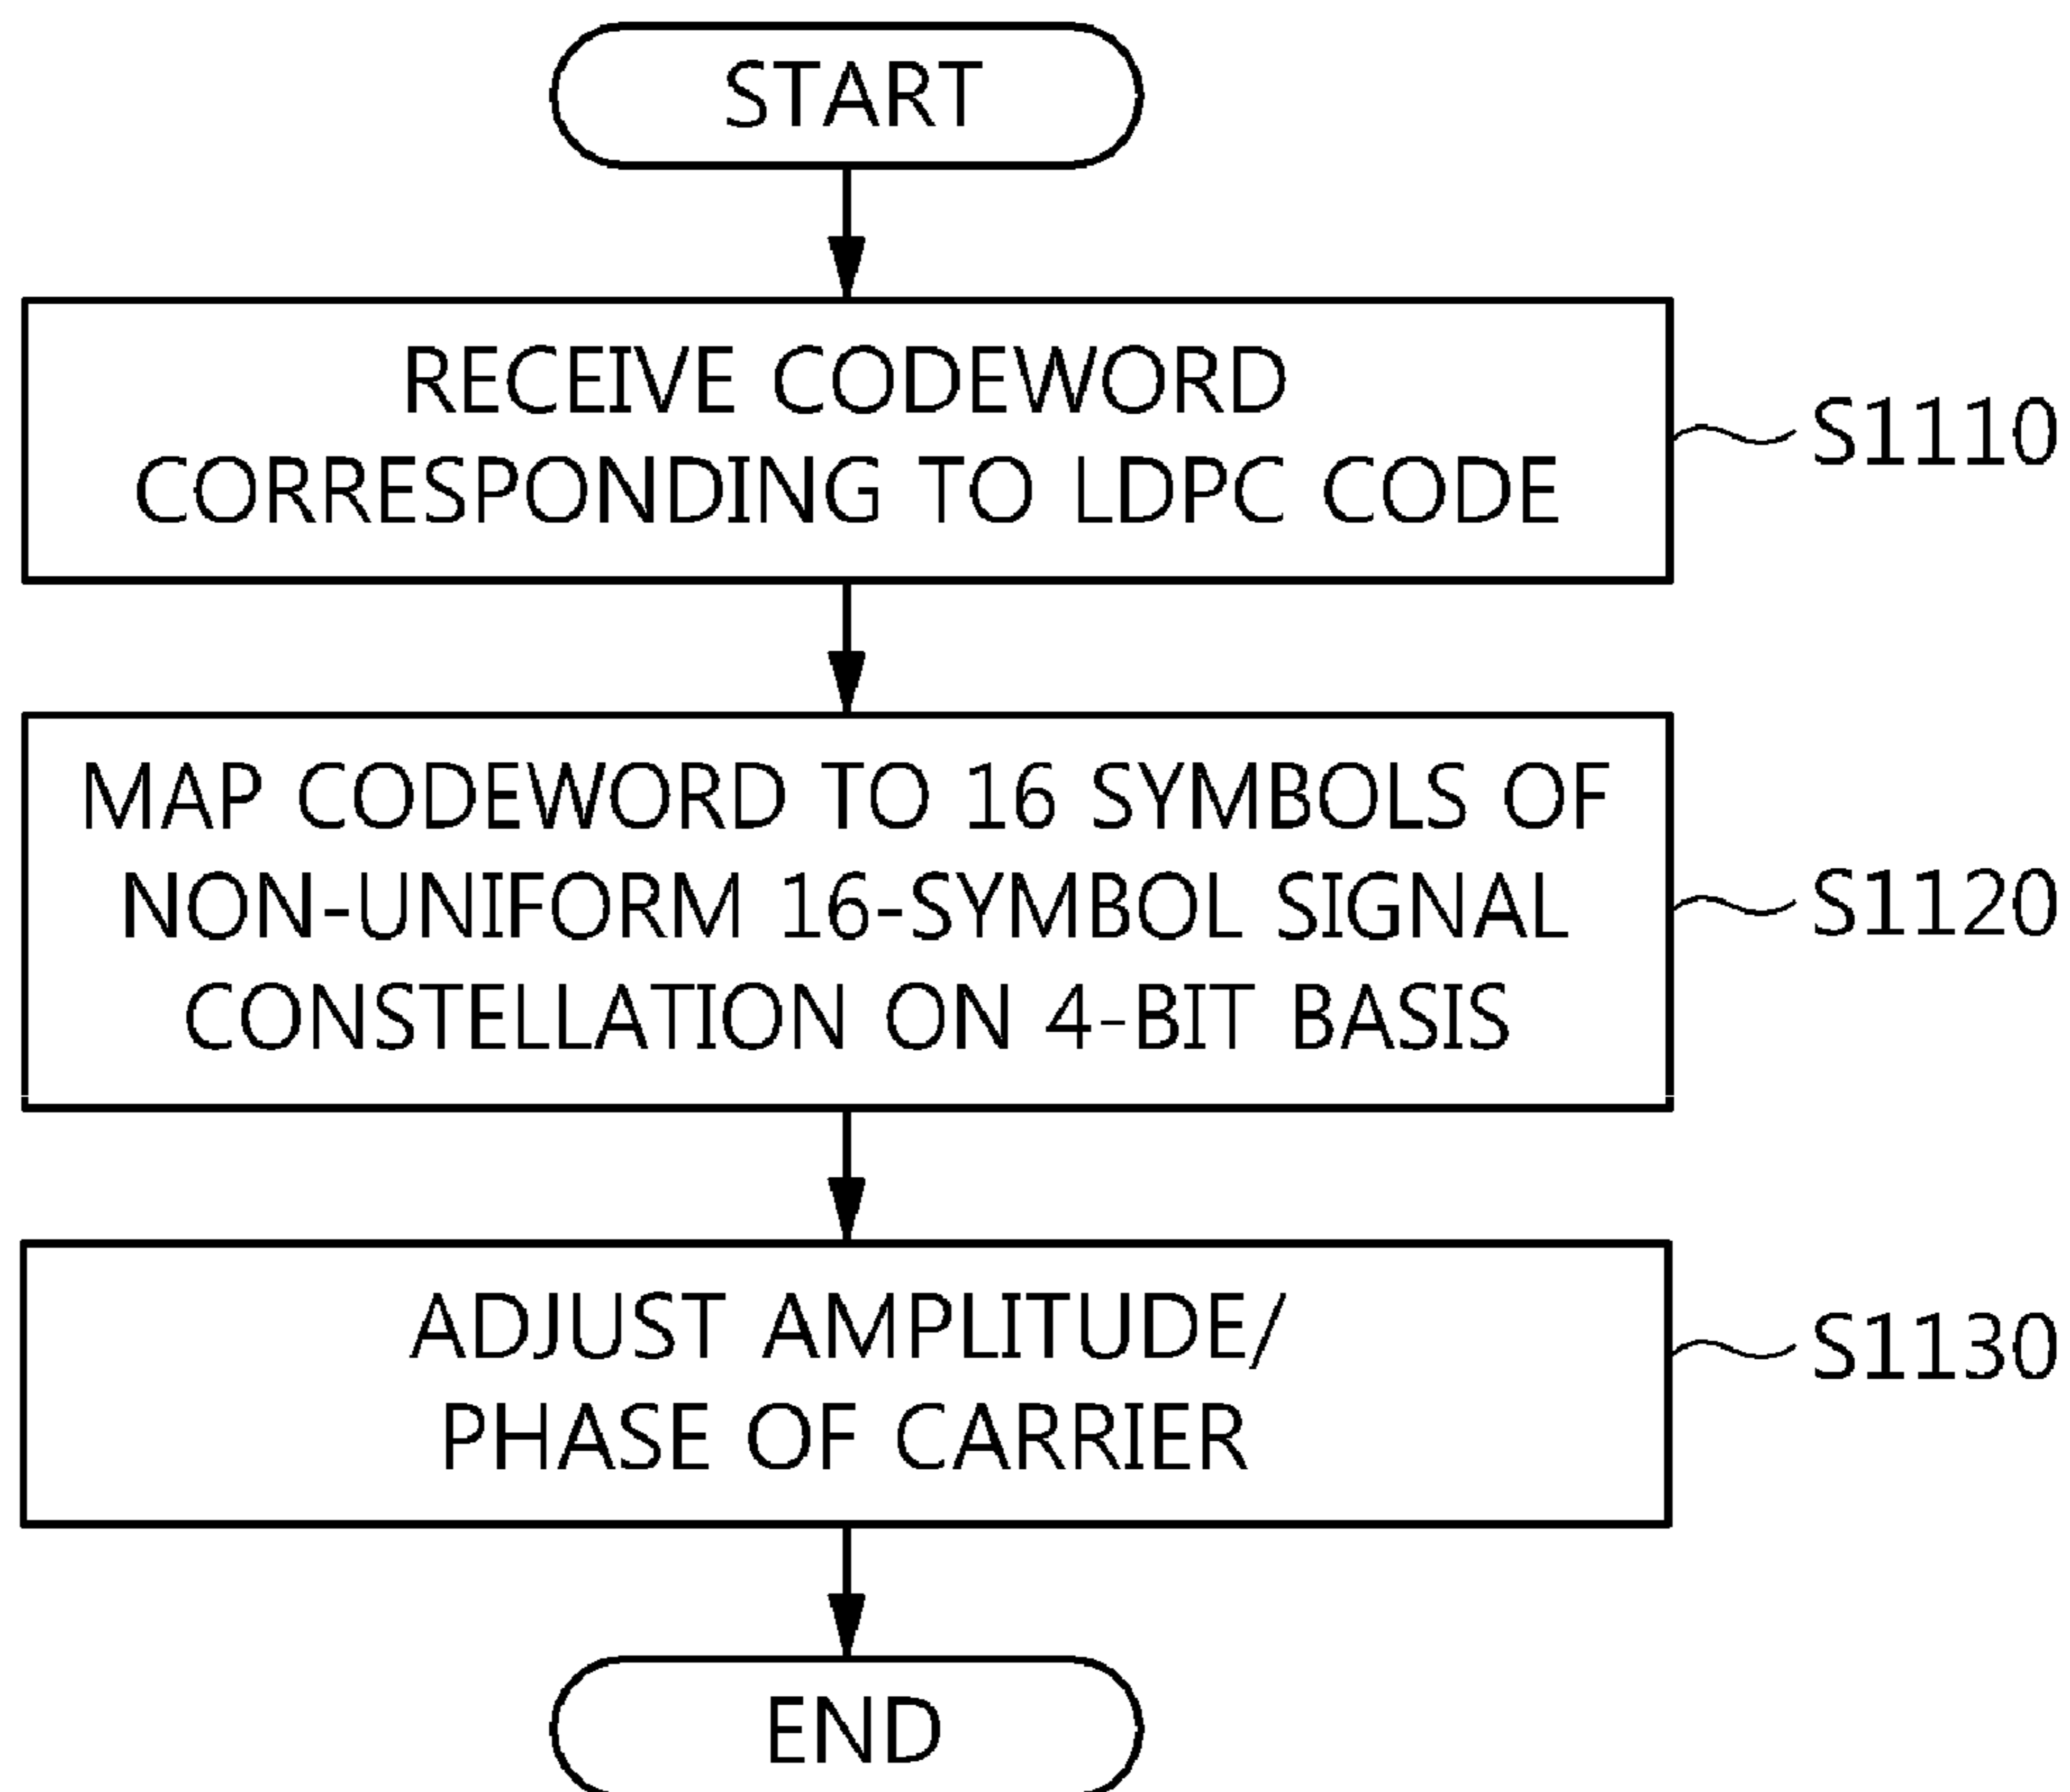 START
RECEIVE CODEWORD
CORRESPONDING TO LDPC CODE
S1110
MAP CODEWORD TO 16 SYMBOLS OF
NON-UNIFORM 16-SYMBOL SIGNAL
CONSTELLATION ON 4-BIT BASIS
S1120
ADJUST AMPLITUDE/
PHASE OF CARRIER
S1130
END